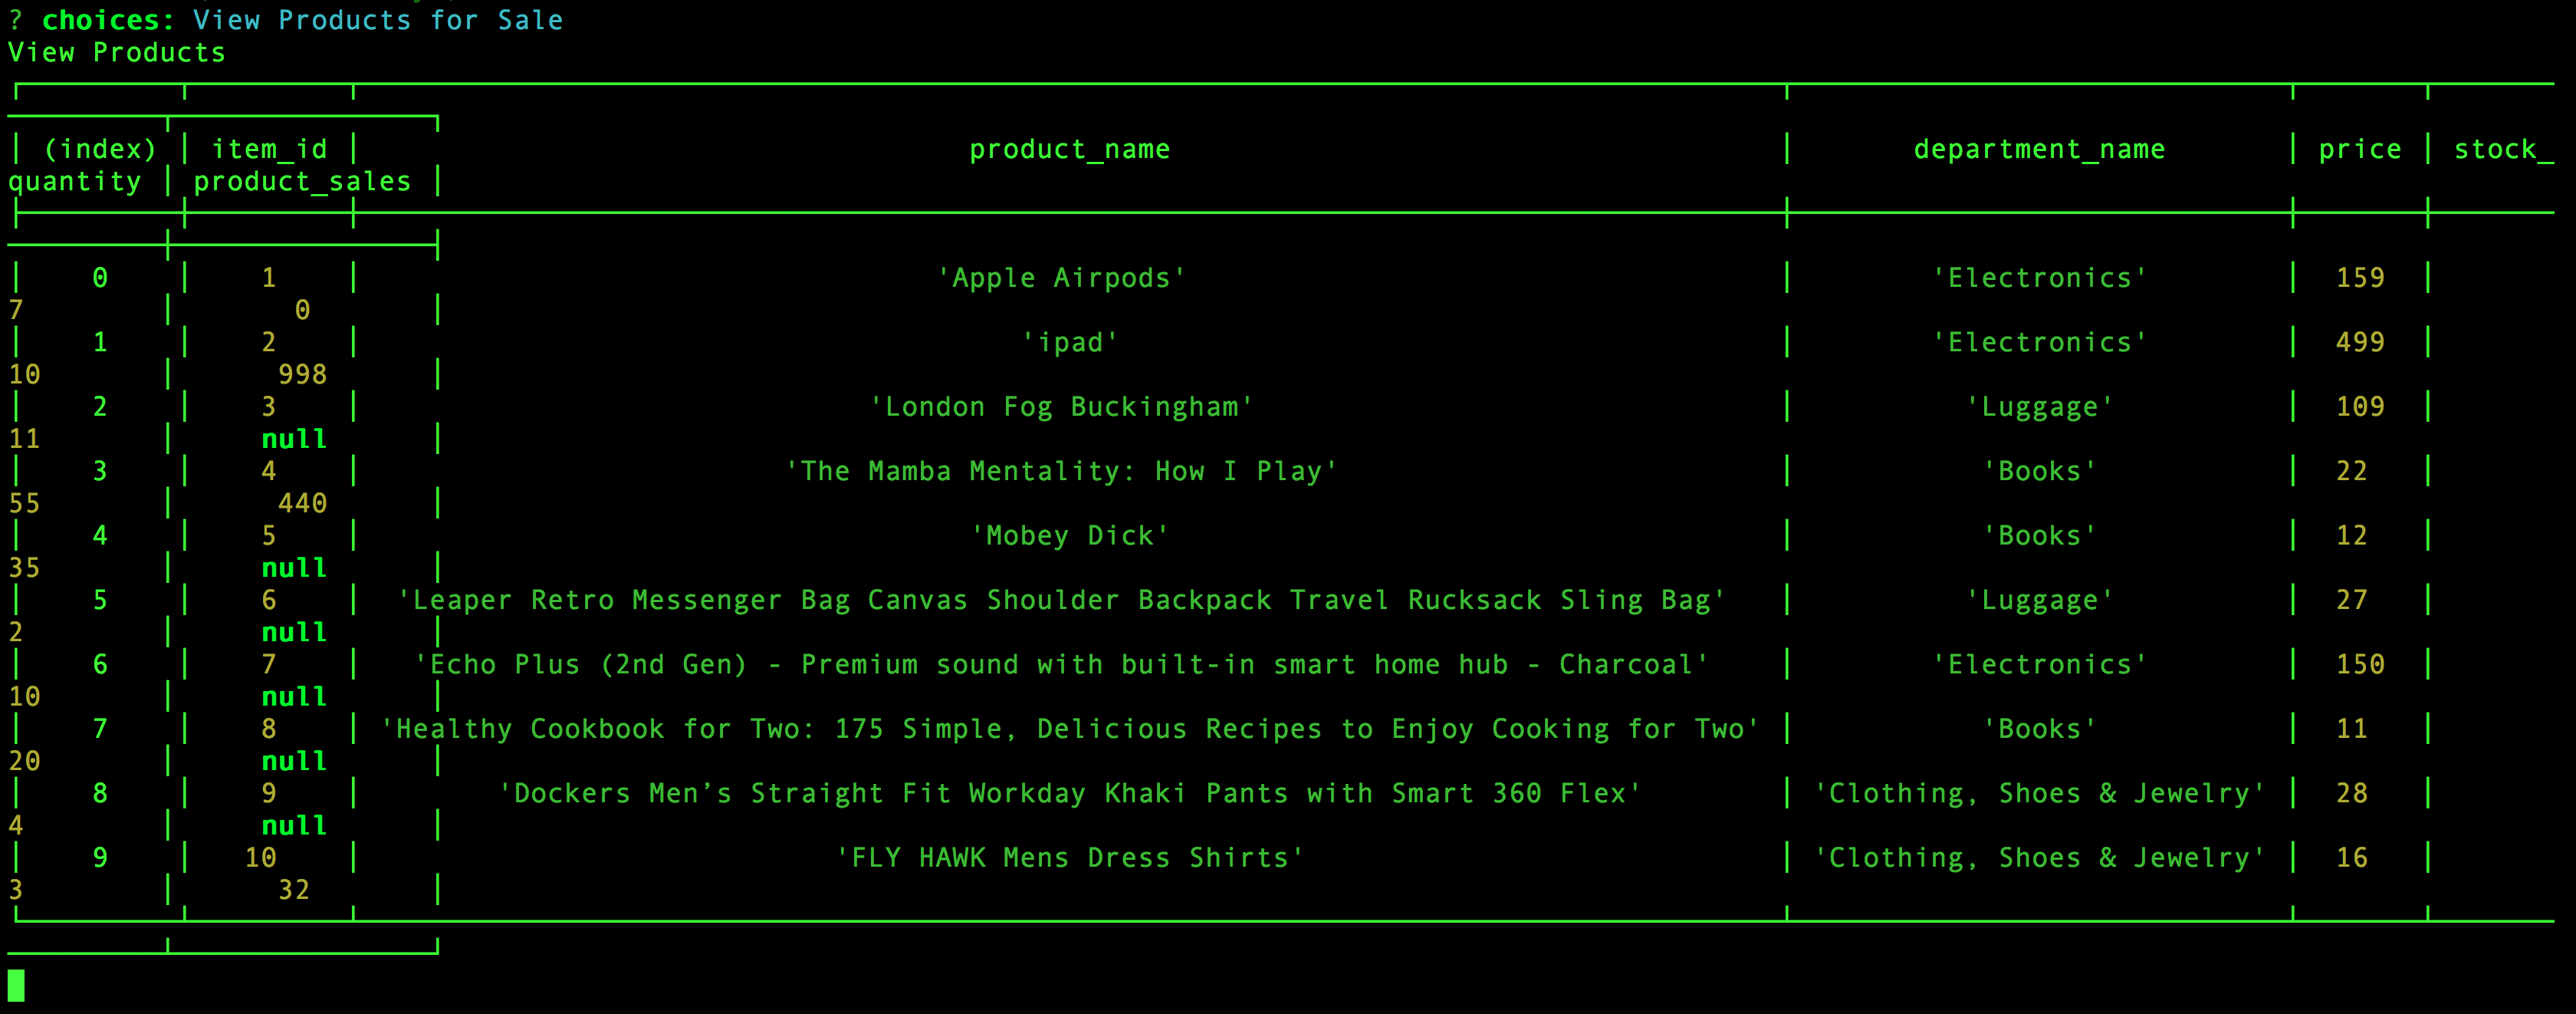 ? choices: View Products for Sale
View Products
(index) item_id product_name department_name price stock_
quantity product_sales
0 1 'Apple Airpods' 'Electronics' 159
7 0
1 2 'ipad' 'Electronics' 499
10 998
2 3 'London Fog Buckingham' 'Luggage' 109
11 null
3 4 'The Mamba Mentality: How I Play' 'Books' 22
55 440
4 5 'Mobey Dick' 'Books' 12
35 null
5 6 'Leaper Retro Messenger Bag Canvas Shoulder Backpack Travel Rucksack Sling Bag' 'Luggage' 27
2 null
6 7 'Echo Plus (2nd Gen) - Premium sound with built-in smart home hub - Charcoal' 'Electronics' 150
10 null
7 8 'Healthy Cookbook for Two: 175 Simple, Delicious Recipes to Enjoy Cooking for Two' 'Books' 11
20 null
8 9 'Dockers Men’s Straight Fit Workday Khaki Pants with Smart 360 Flex' 'Clothing, Shoes & Jewelry' 28
4 null
9 10 'FLY HAWK Mens Dress Shirts' 'Clothing, Shoes & Jewelry' 16
3 32